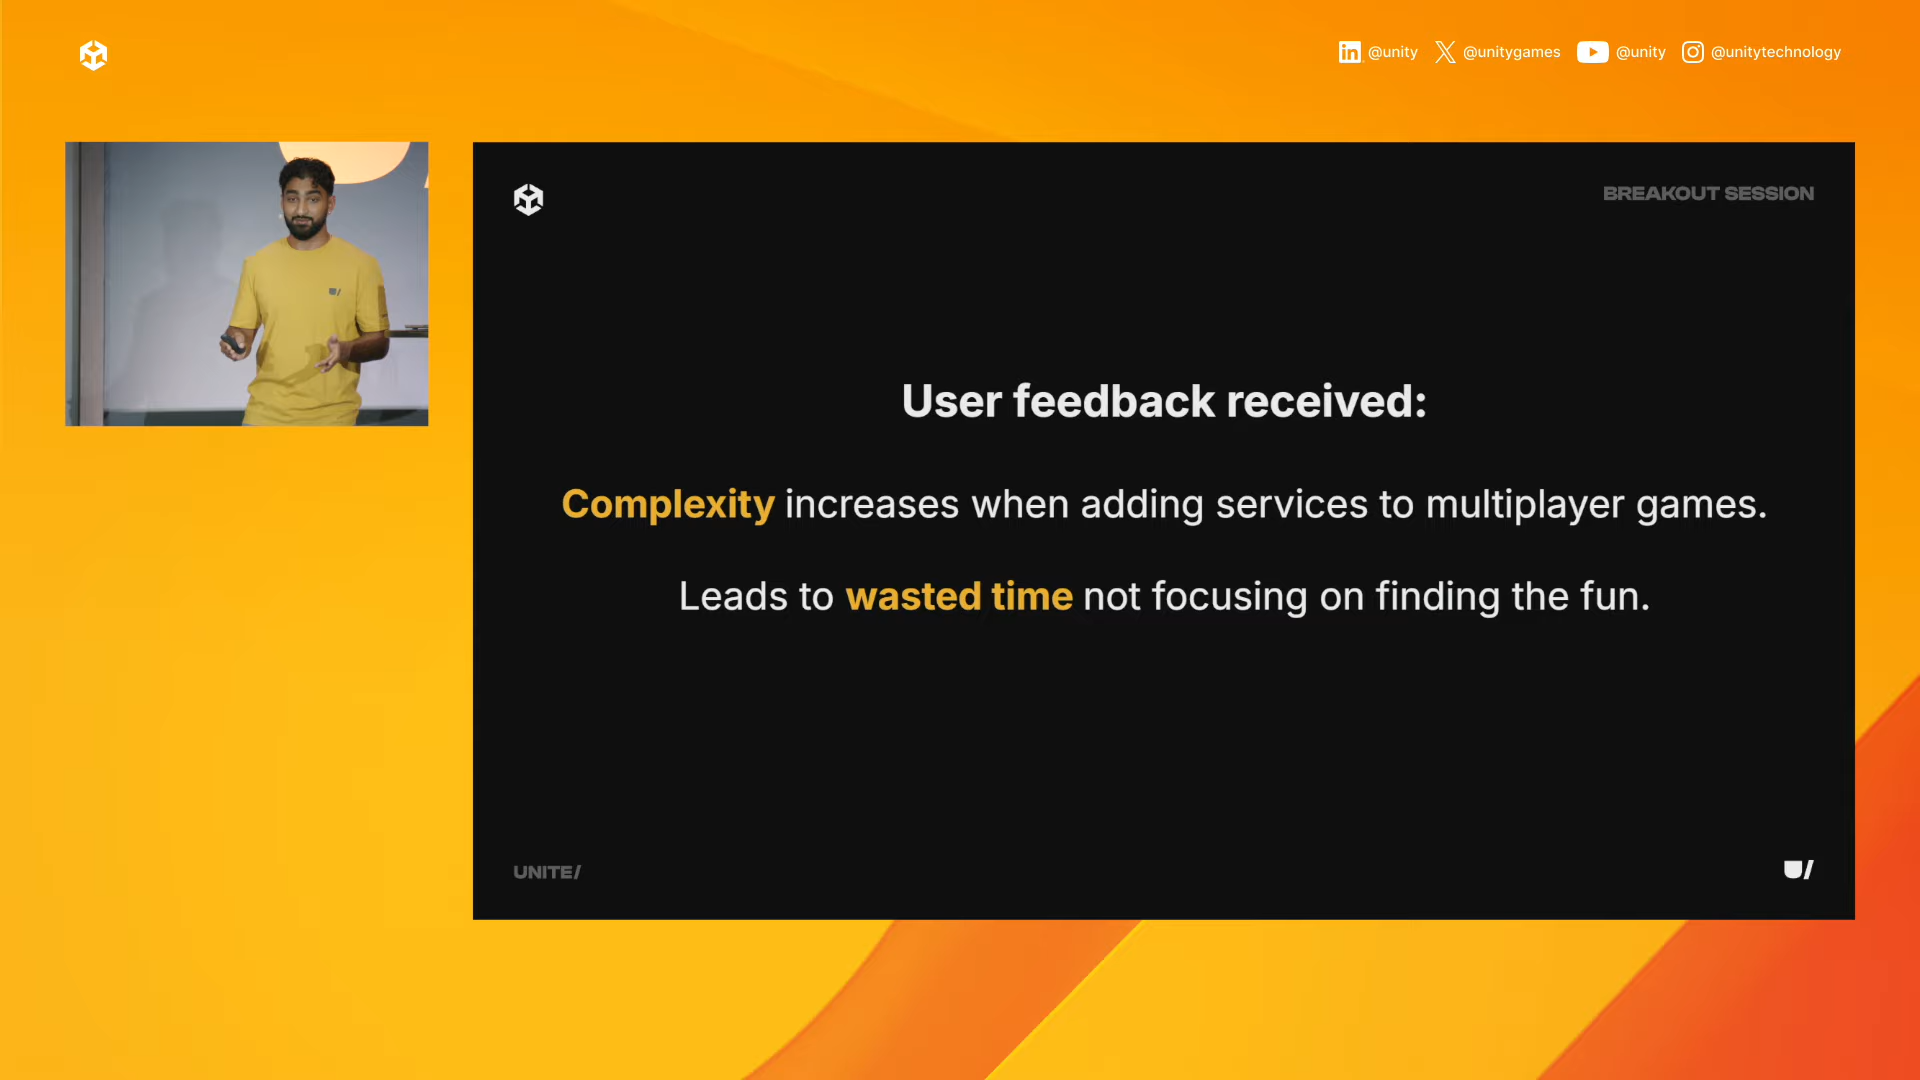 @unity @unitygames @unity @unitytechnology
BREAKOUT SESSION
User feedback received:
Complexity increases when adding services to multiplayer games.
Leads to wasted time not focusing on finding the fun.
UNITE/
U/